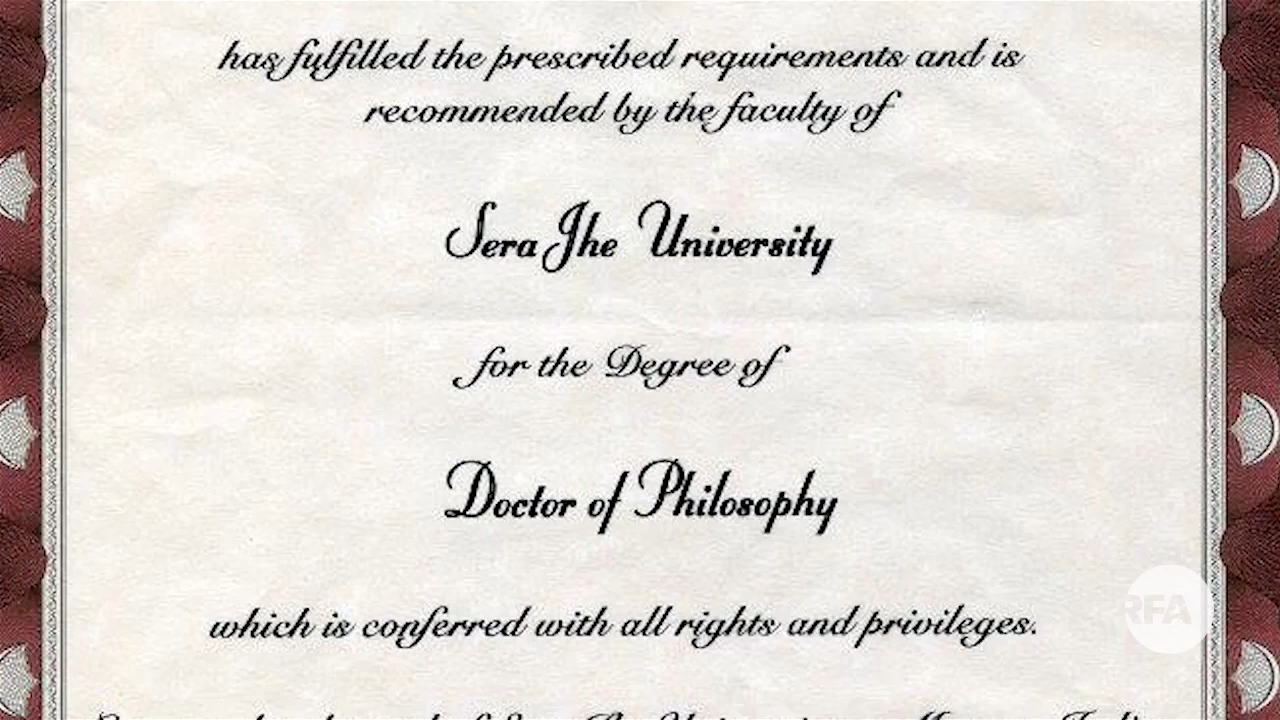 has fulfilled the prescribed requirements and is
recommended by the faculty of
Sera Jhe University
for the Degree of
Doctor of Philosophy
which is conferred with all rights and privileges.
RFA